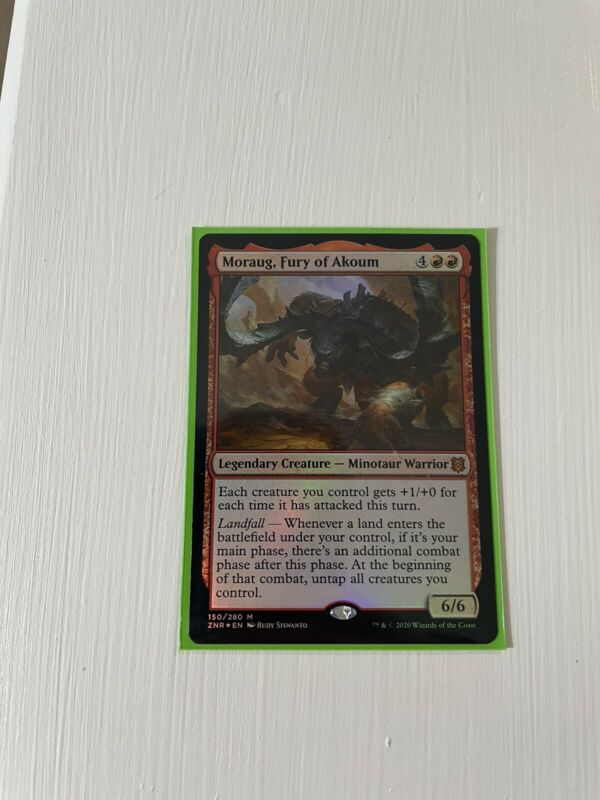 Moraug, Fury of Akoum 4
Legendary Creature — Minotaur Warrior
Each creature you control gets +1/+0 for
each time it has attacked this turn.
Landfall — Whenever a land enters the
battlefield under your control, if it's your
main phase, there's an additional combat
phase after this phase. At the beginning
of that combat, untap all creatures you
control.
6/6
150/280 M
ZNR★EN Rudy Siswanto
™ & © 2020 Wizards of the Coast